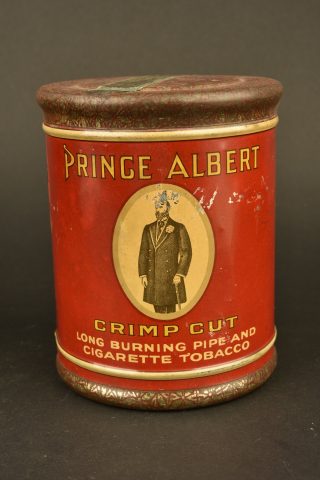 PRINCE ALBERT
CRIMP CUT
LONG BURNING PIPE AND
CIGARETTE TOBACCO